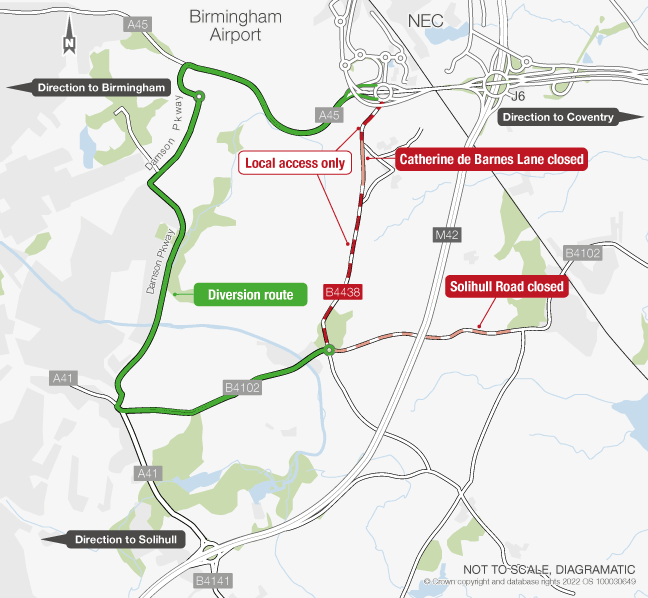 Birmingham
Airport
NEC
A45
N
Direction to Birmingham
J6
A45
Direction to Coventry
Damson Pkway
Local access only
Catherine de Barnes Lane closed
M42
B4102
Damson Pkway
Solihull Road closed
Diversion route
B4438
A41
B4102
A41
Direction to Solihull
B4141
NOT TO SCALE, DIAGRAMATIC
© Crown copyright and database rights 2022 OS 100030649